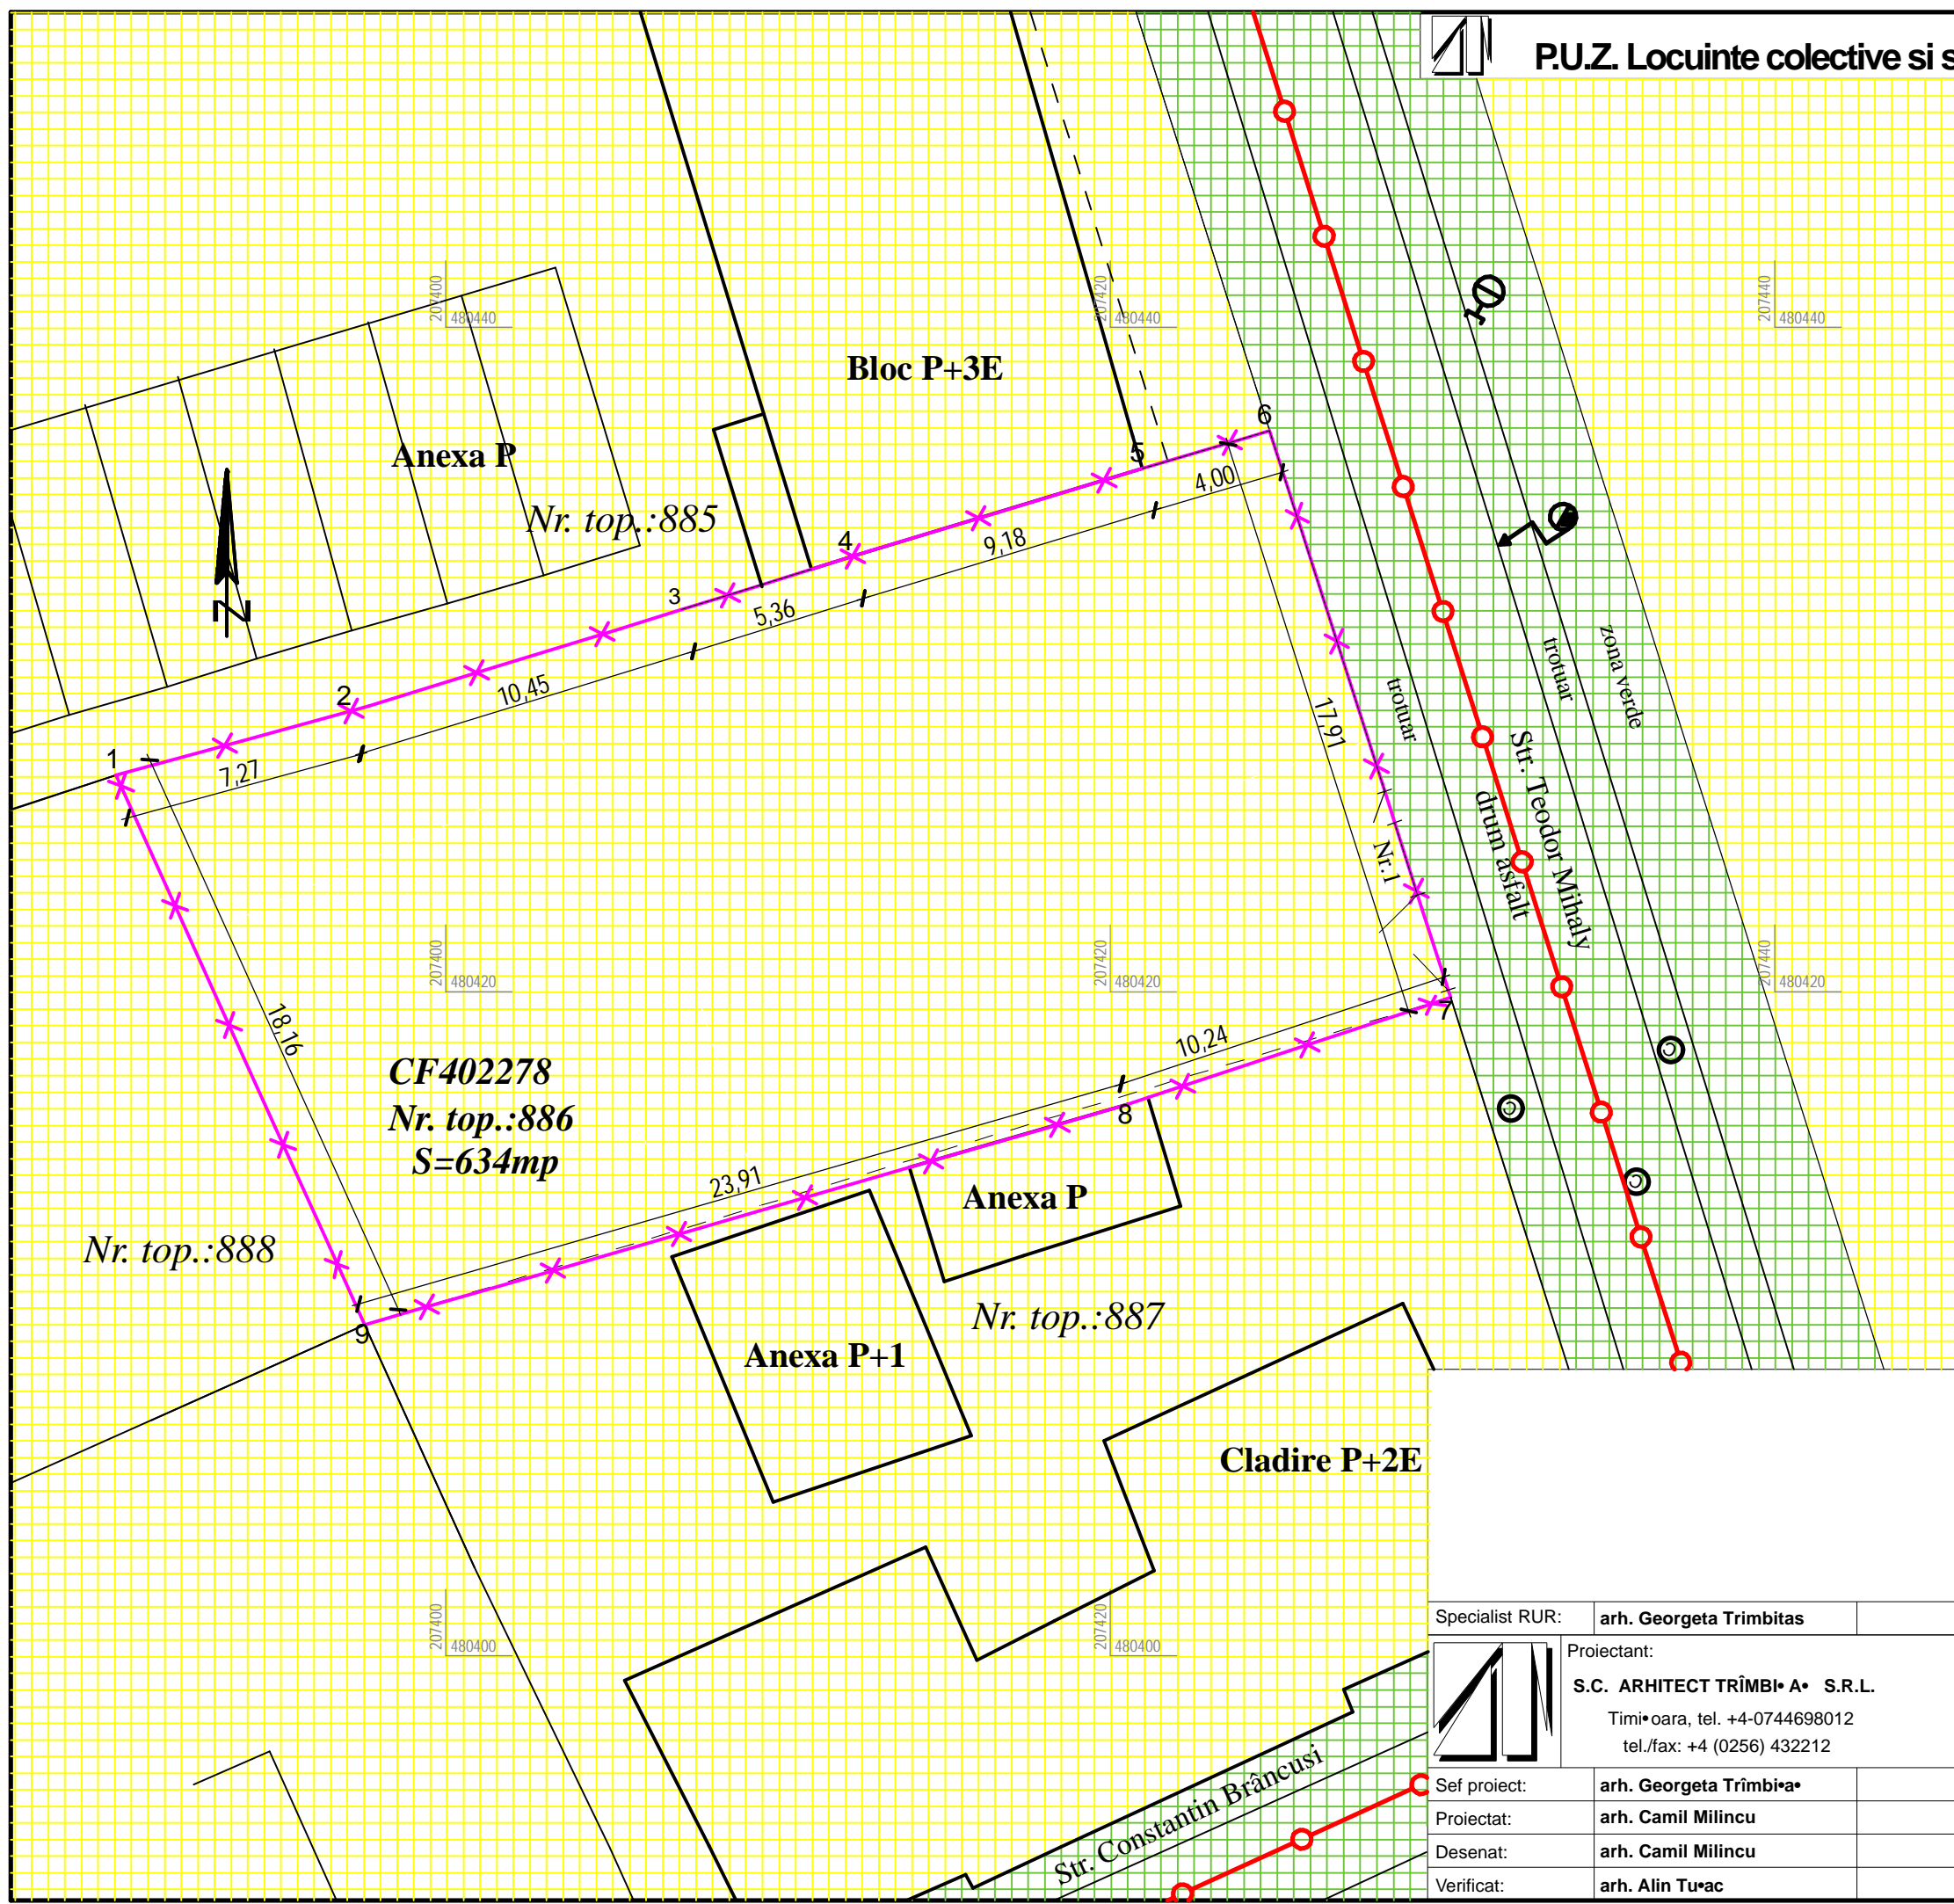 P.U.Z. Locuinte colective si s
207400
480440
207420
480440
207440
480440
Bloc P+3E
Anexa P
Nr. top.:885
N
6
5
4,00
4
9,18
3
5,36
2
10,45
1
7,27
17,91
trotuar
trotuar
zona verde
Str. Teodor Mihaly
drum asfalt
Nr.1
207400
480420
207420
480420
207440
480420
18,16
7
10,24
8
CF402278
Nr. top.:886
S=634mp
23,91
Anexa P
Nr. top.:888
9
Nr. top.:887
Anexa P+1
Cladire P+2E
207400
480400
207420
480400
Str. Constantin Brâncusi
Specialist RUR: arh. Georgeta Trimbitas
Proiectant:
S.C. ARHITECT TRÎMBI• A• S.R.L.
Timi•oara, tel. +4-0744698012
tel./fax: +4 (0256) 432212
Sef proiect: arh. Georgeta Trîmbi•a•
Proiectat: arh. Camil Milincu
Desenat: arh. Camil Milincu
Verificat: arh. Alin Tu•ac